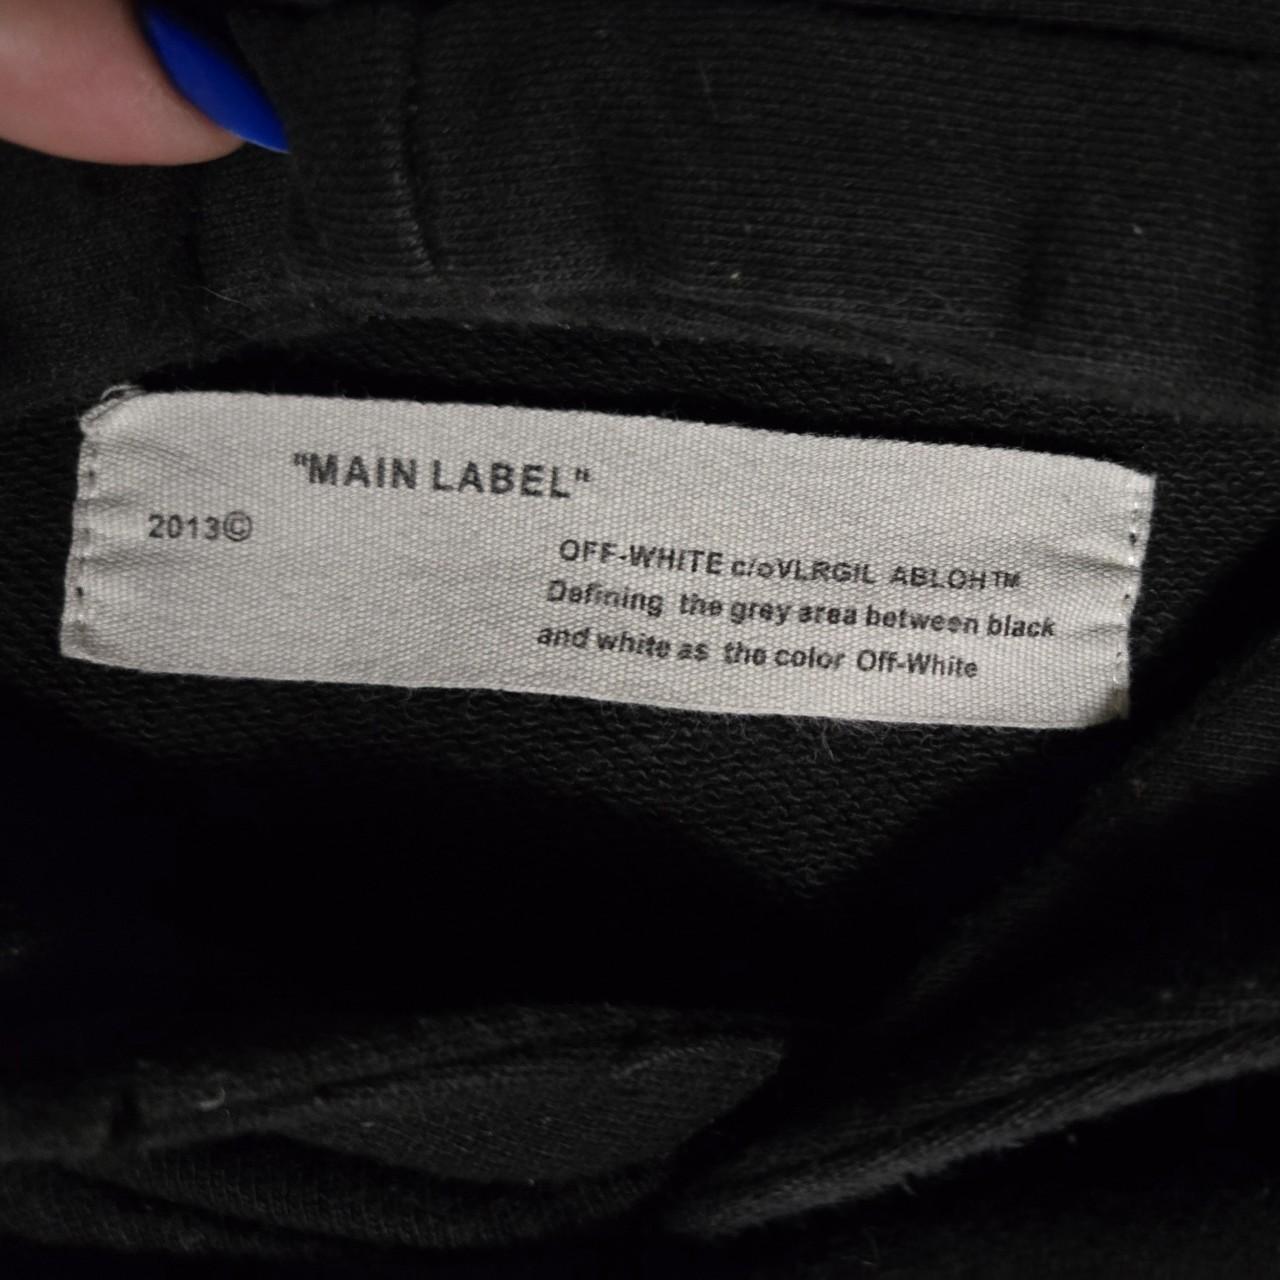 "MAIN LABEL"
2013©
OFF-WHITE c/oVLRGIL ABLOH™
Defining the grey area between black
and white as the color Off-White